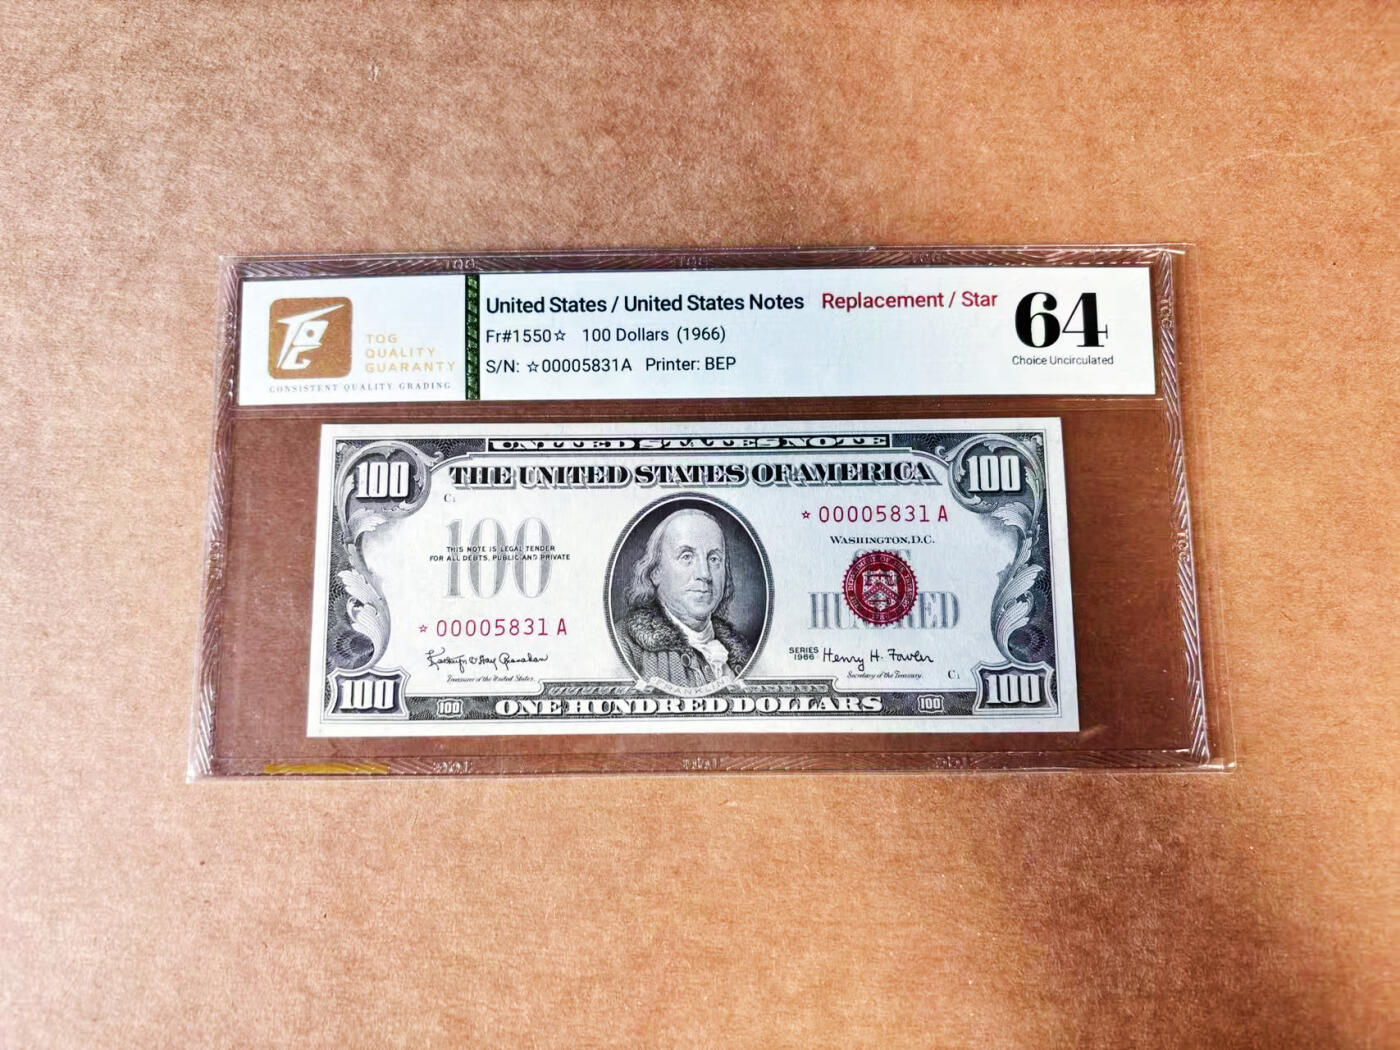 TQG
QUALITY
GUARANTY
CONSISTENT QUALITY GRADING
United States / United States Notes Replacement / Star
Fr#1550☆ 100 Dollars (1966)
S/N: ☆00005831A Printer: BEP
64
Choice Uncirculated
UNITED STATES NOTE
THE UNITED STATES OF AMERICA
100
100
C1
100
THIS NOTE IS LEGAL TENDER
FOR ALL DEBTS, PUBLIC AND PRIVATE
☆ 00005831 A
WASHINGTON, D.C.
ONE
HUNDRED
☆ 00005831 A
Treasurer of the United States.
SERIES
1966
Henry H. Fowler
Secretary of the Treasury.
C1
FRANKLIN
100
100
100
100
ONE HUNDRED DOLLARS